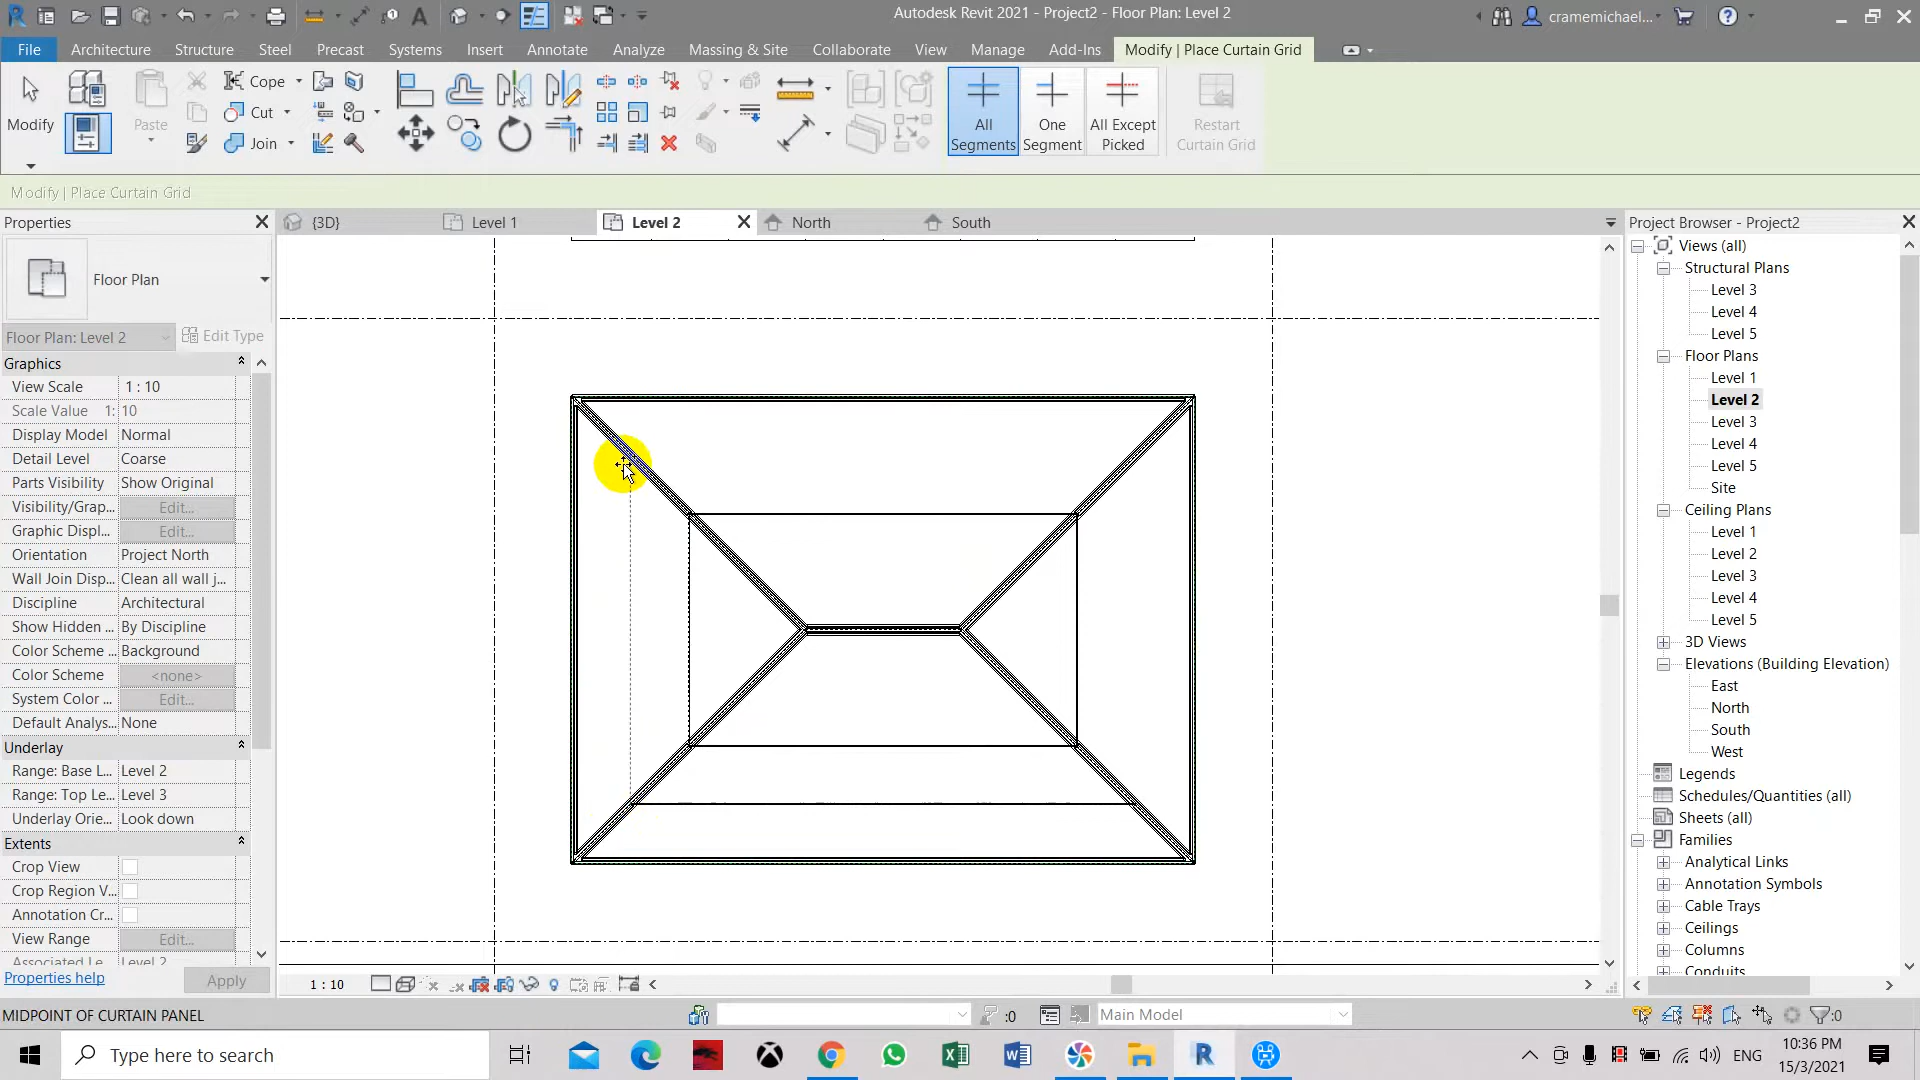 Autodesk Revit 2021 - Project2 - Floor Plan: Level 2
cramemichael...
File Architecture Structure Steel Precast Systems Insert Annotate Analyze Massing & Site Collaborate View Manage Add-Ins Modify | Place Curtain Grid
Modify
Paste
Cope
Cut
Join
All Segments
One Segment
All Except Picked
Restart Curtain Grid
Modify | Place Curtain Grid
Properties
{3D}
Level 1
Level 2
North
South
Project Browser - Project2
Floor Plan
Floor Plan: Level 2
Edit Type
Graphics
View Scale 1 : 10
Scale Value 1: 10
Display Model Normal
Detail Level Coarse
Parts Visibility Show Original
Visibility/Grap... Edit...
Graphic Displ... Edit...
Orientation Project North
Wall Join Disp... Clean all wall j...
Discipline Architectural
Show Hidden ... By Discipline
Color Scheme ... Background
Color Scheme <none>
System Color ... Edit...
Default Analys... None
Underlay
Range: Base L... Level 2
Range: Top Le... Level 3
Underlay Orie... Look down
Extents
Crop View
Crop Region V...
Annotation Cr...
View Range Edit...
Associated Le... Level 2
Properties help
Apply
Views (all)
Structural Plans
Level 3
Level 4
Level 5
Floor Plans
Level 1
Level 2
Level 3
Level 4
Level 5
Site
Ceiling Plans
Level 1
Level 2
Level 3
Level 4
Level 5
3D Views
Elevations (Building Elevation)
East
North
South
West
Legends
Schedules/Quantities (all)
Sheets (all)
Families
Analytical Links
Annotation Symbols
Cable Trays
Ceilings
Columns
Conduits
1 : 10
MIDPOINT OF CURTAIN PANEL
:0
Main Model
:0
Type here to search
ENG
10:36 PM
15/3/2021